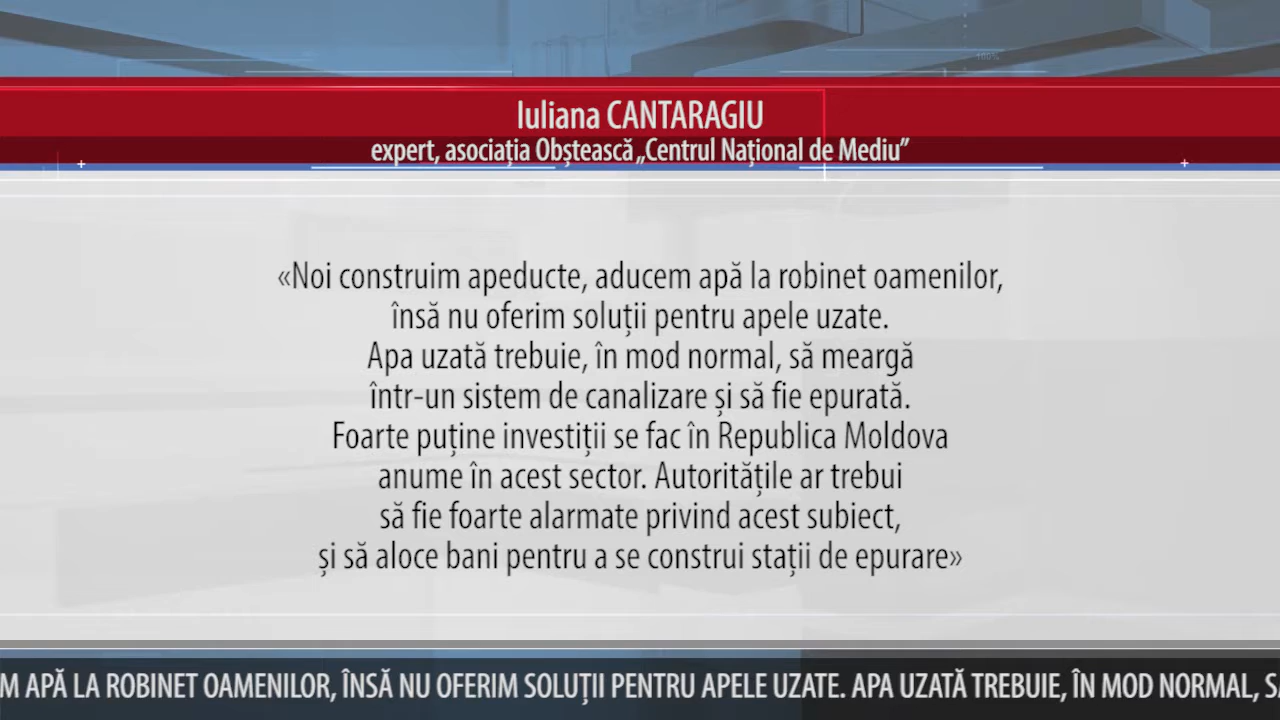 100%
Iuliana CANTARAGIU
expert, asociația Obștească „Centrul Național de Mediu”
«Noi construim apeducte, aducem apă la robinet oamenilor,
însă nu oferim soluții pentru apele uzate.
Apa uzată trebuie, în mod normal, să meargă
într-un sistem de canalizare și să fie epurată.
Foarte puține investiții se fac în Republica Moldova
anume în acest sector. Autoritățile ar trebui
să fie foarte alarmate privind acest subiect,
și să aloce bani pentru a se construi stații de epurare»
M APĂ LA ROBINET OAMENILOR, ÎNSĂ NU OFERIM SOLUȚII PENTRU APELE UZATE. APA UZATĂ TREBUIE, ÎN MOD NORMAL, SĂ